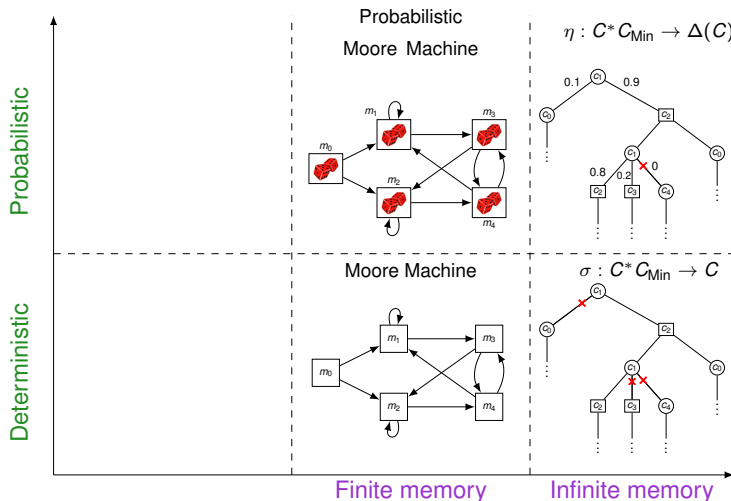 Probabilistic
Moore Machine
η : C* C_Min → Δ(C)
Probabilistic
m₀
m₁
m₂
m₃
m₄
c₁
0.1
0.9
c₀
c₂
c₁
c₀
0.8
0.2
0
c₂
c₃
c₄
Moore Machine
σ : C* C_Min → C
Deterministic
m₀
m₁
m₂
m₃
m₄
c₁
c₀
c₂
c₁
c₀
c₂
c₃
c₄
Finite memory
Infinite memory